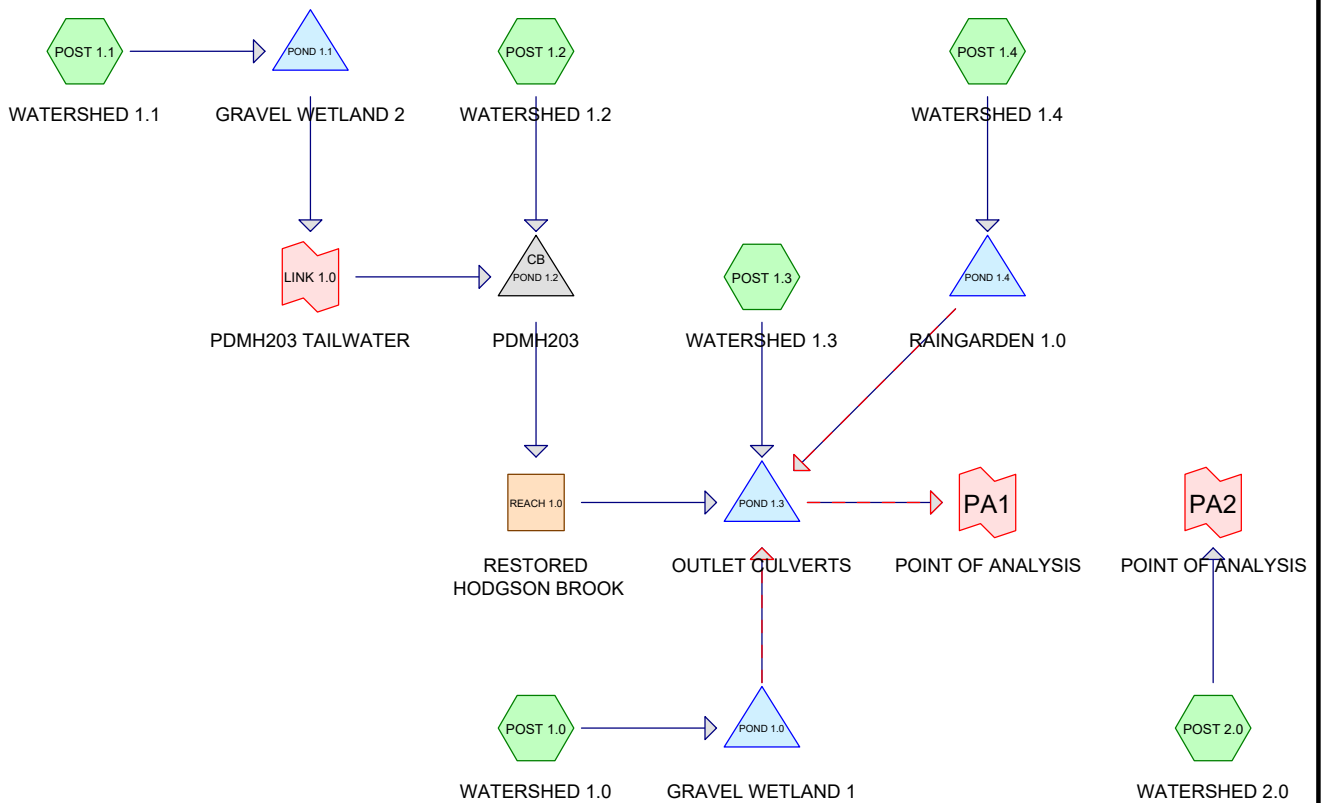 POST 1.1
POND 1.1
POST 1.2
POST 1.4
WATERSHED 1.1
GRAVEL WETLAND 2
WATERSHED 1.2
WATERSHED 1.4
LINK 1.0
CB
POND 1.2
POST 1.3
POND 1.4
PDMH203 TAILWATER
PDMH203
WATERSHED 1.3
RAINGARDEN 1.0
REACH 1.0
POND 1.3
PA1
PA2
RESTORED
HODGSON BROOK
OUTLET CULVERTS
POINT OF ANALYSIS
POINT OF ANALYSIS
POST 1.0
POND 1.0
POST 2.0
WATERSHED 1.0
GRAVEL WETLAND 1
WATERSHED 2.0